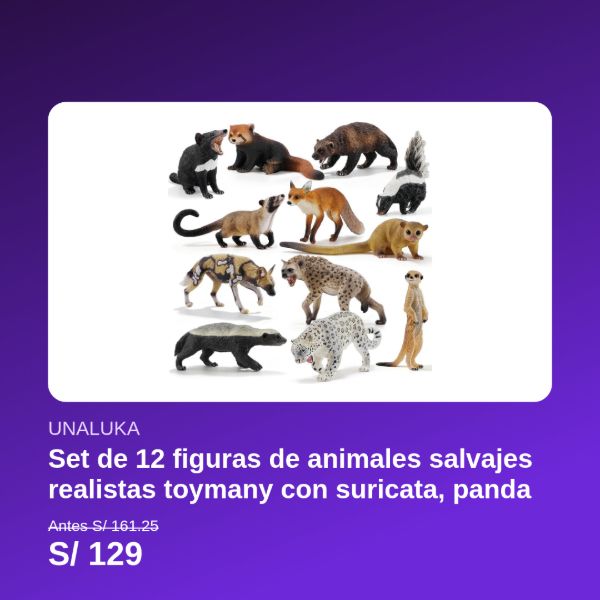 UNALUKA
Set de 12 figuras de animales salvajes
realistas toymany con suricata, panda
Antes S/ 161.25
S/ 129